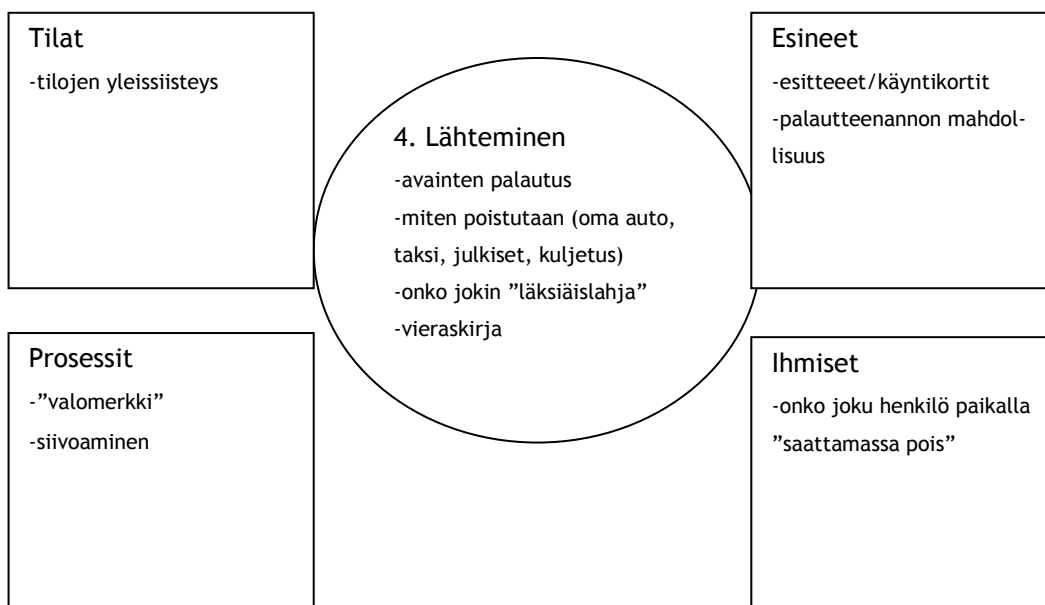 Tilat
-tilojen yleissiisteys
4. Lähteminen
-avainten palautus
-miten poistutaan (oma auto,
taksi, julkiset, kuljetus)
-onko jokin ”läksiäislahja”
-vieraskirja
Esineet
-esitteeet/käyntikortit
-palautteenannon mahdol-
lisuus
Prosessit
-”valomerkki”
-siivoaminen
Ihmiset
-onko joku henkilö paikalla
”saattamassa pois”